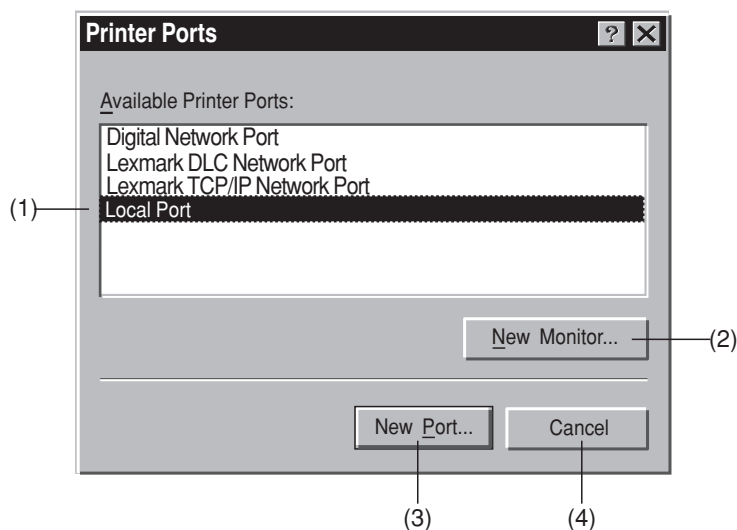 Printer Ports
Available Printer Ports:
Digital Network Port
Lexmark DLC Network Port
Lexmark TCP/IP Network Port
(1)
Local Port
New Monitor...
(2)
New Port...
Cancel
(3)
(4)